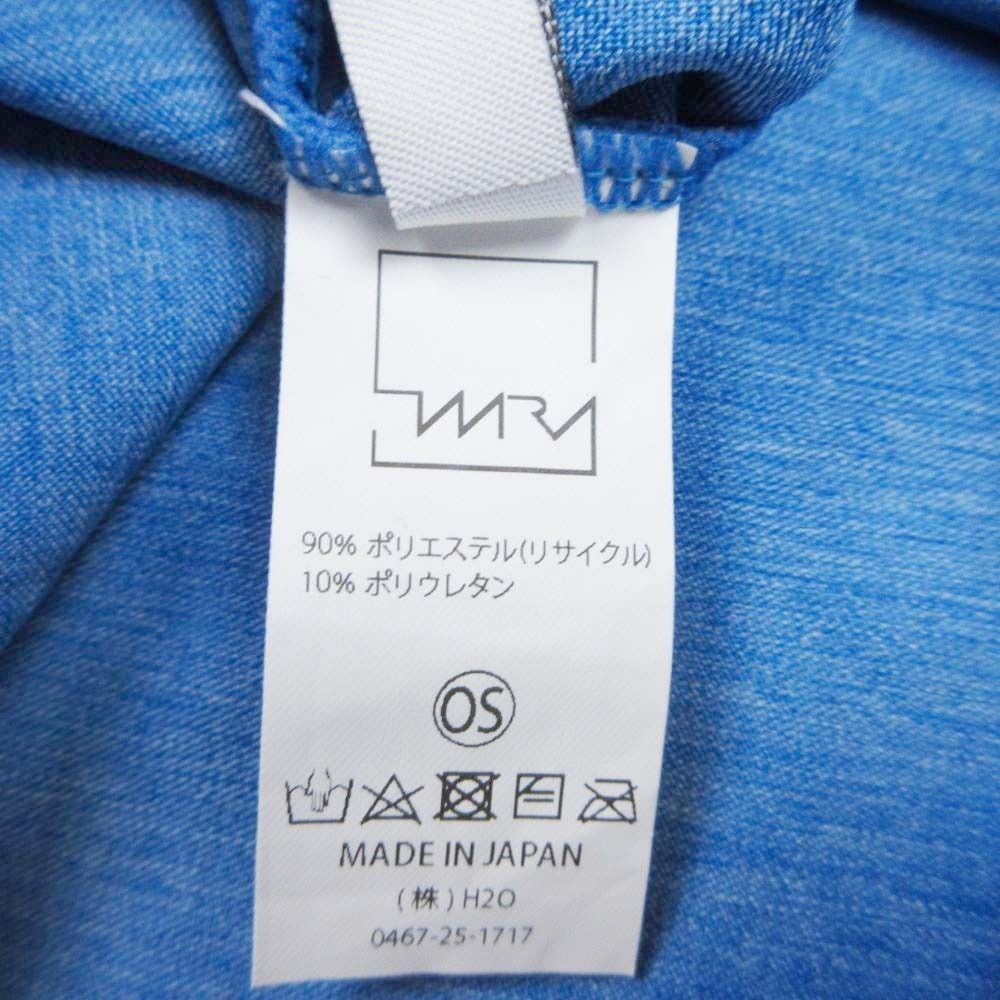 90% ポリエステル(リサイクル)
10% ポリウレタン
OS
MADE IN JAPAN
(株) H2O
0467-25-1717